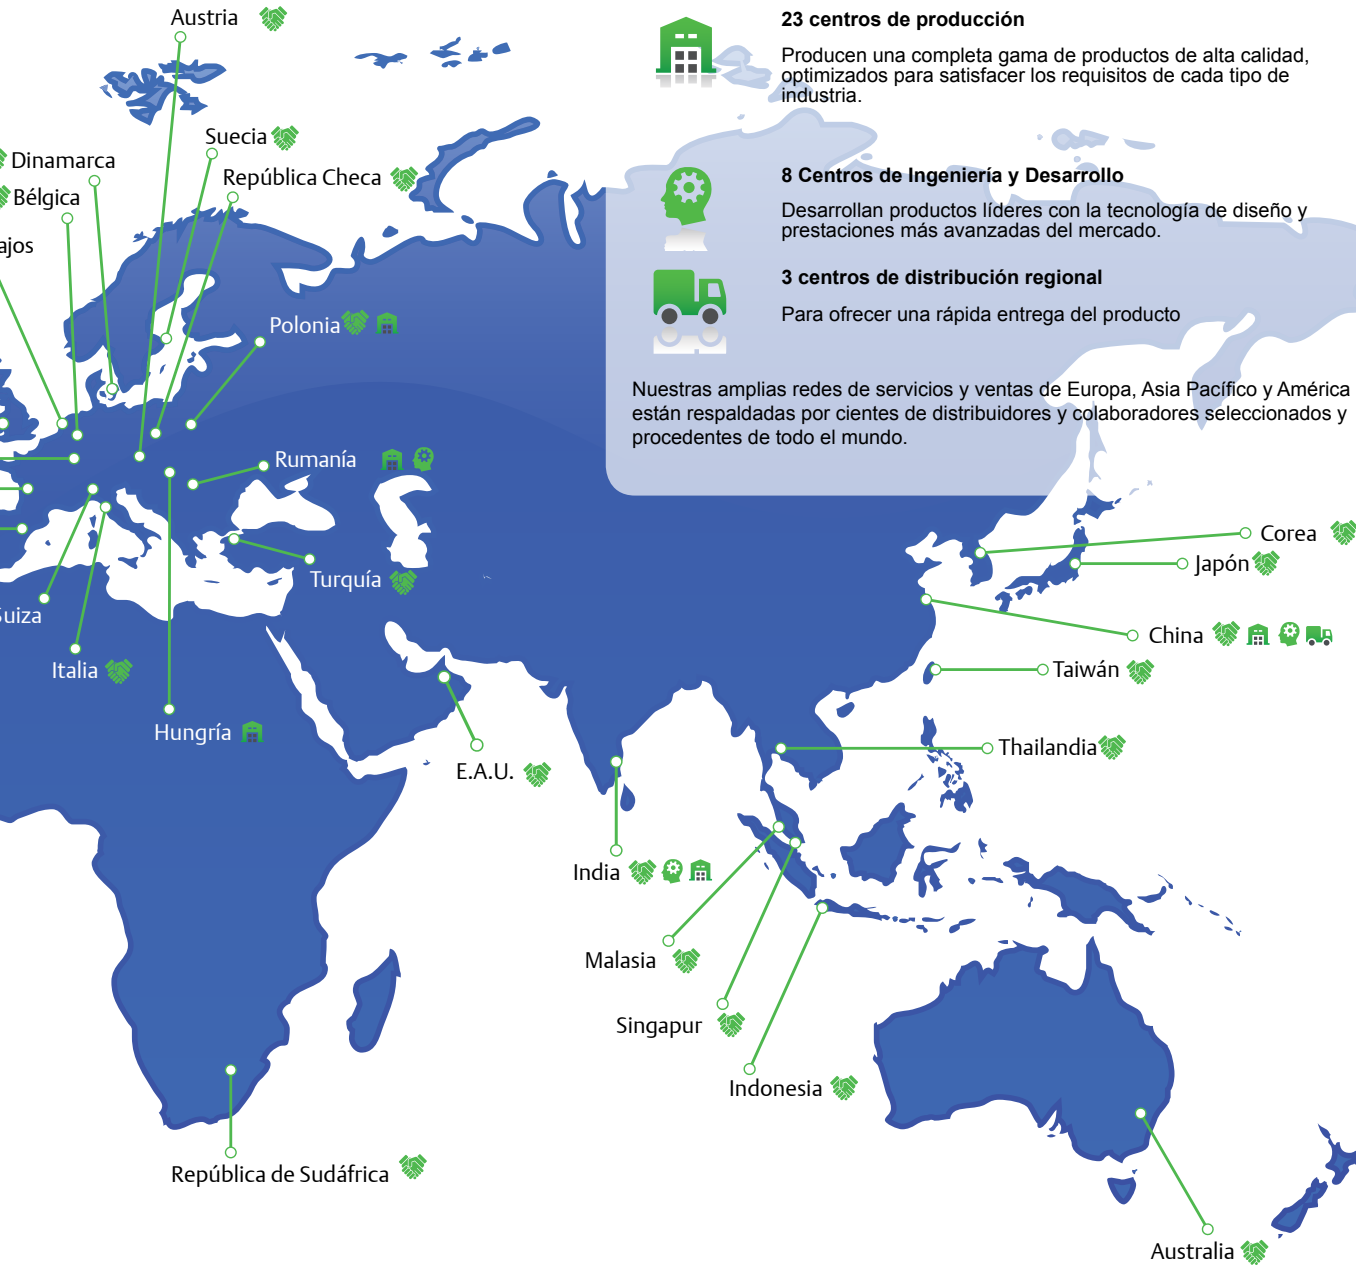 Austria
23 centros de producción
Producen una completa gama de productos de alta calidad,
optimizados para satisfacer los requisitos de cada tipo de
industria.
Suecia
Dinamarca
República Checa
Bélgica
8 Centros de Ingeniería y Desarrollo
Desarrollan productos líderes con la tecnología de diseño y
prestaciones más avanzadas del mercado.
ajos
3 centros de distribución regional
Para ofrecer una rápida entrega del producto
Polonia
Nuestras amplias redes de servicios y ventas de Europa, Asia Pacífico y América
están respaldadas por cientes de distribuidores y colaboradores seleccionados y
procedentes de todo el mundo.
Rumanía
Corea
Japón
Turquía
Suiza
China
Italia
Taiwán
Hungría
Thailandia
E.A.U.
India
Malasia
Singapur
Indonesia
República de Sudáfrica
Australia